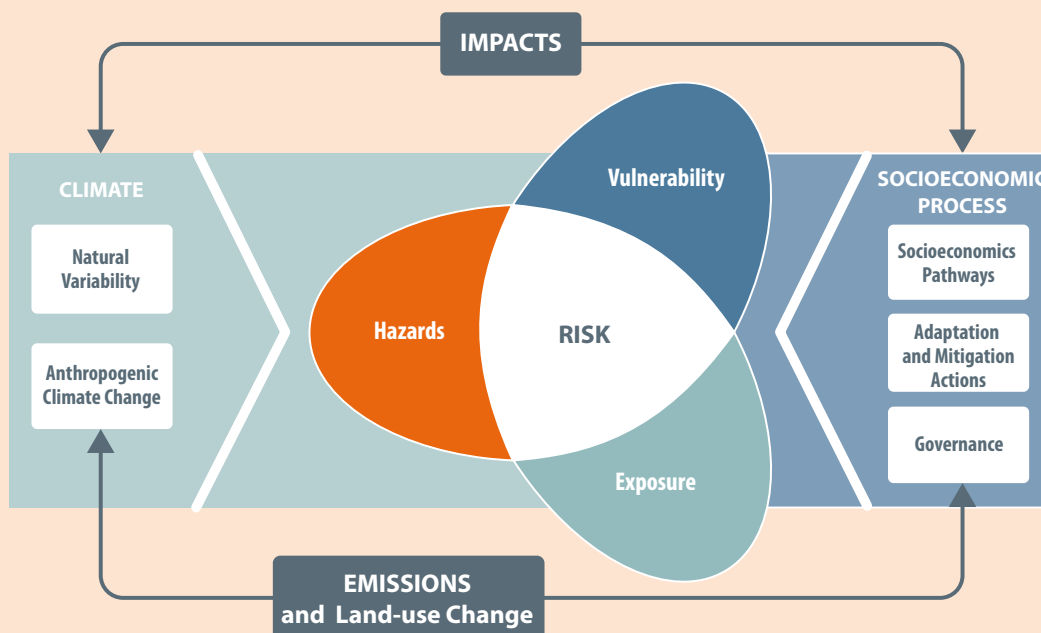 IMPACTS
CLIMATE
Natural
Variability
Anthropogenic
Climate Change
Vulnerability
Hazards
RISK
Exposure
SOCIOECONOMIC
PROCESS
Socioeconomics
Pathways
Adaptation
and Mitigation
Actions
Governance
EMISSIONS
and Land-use Change